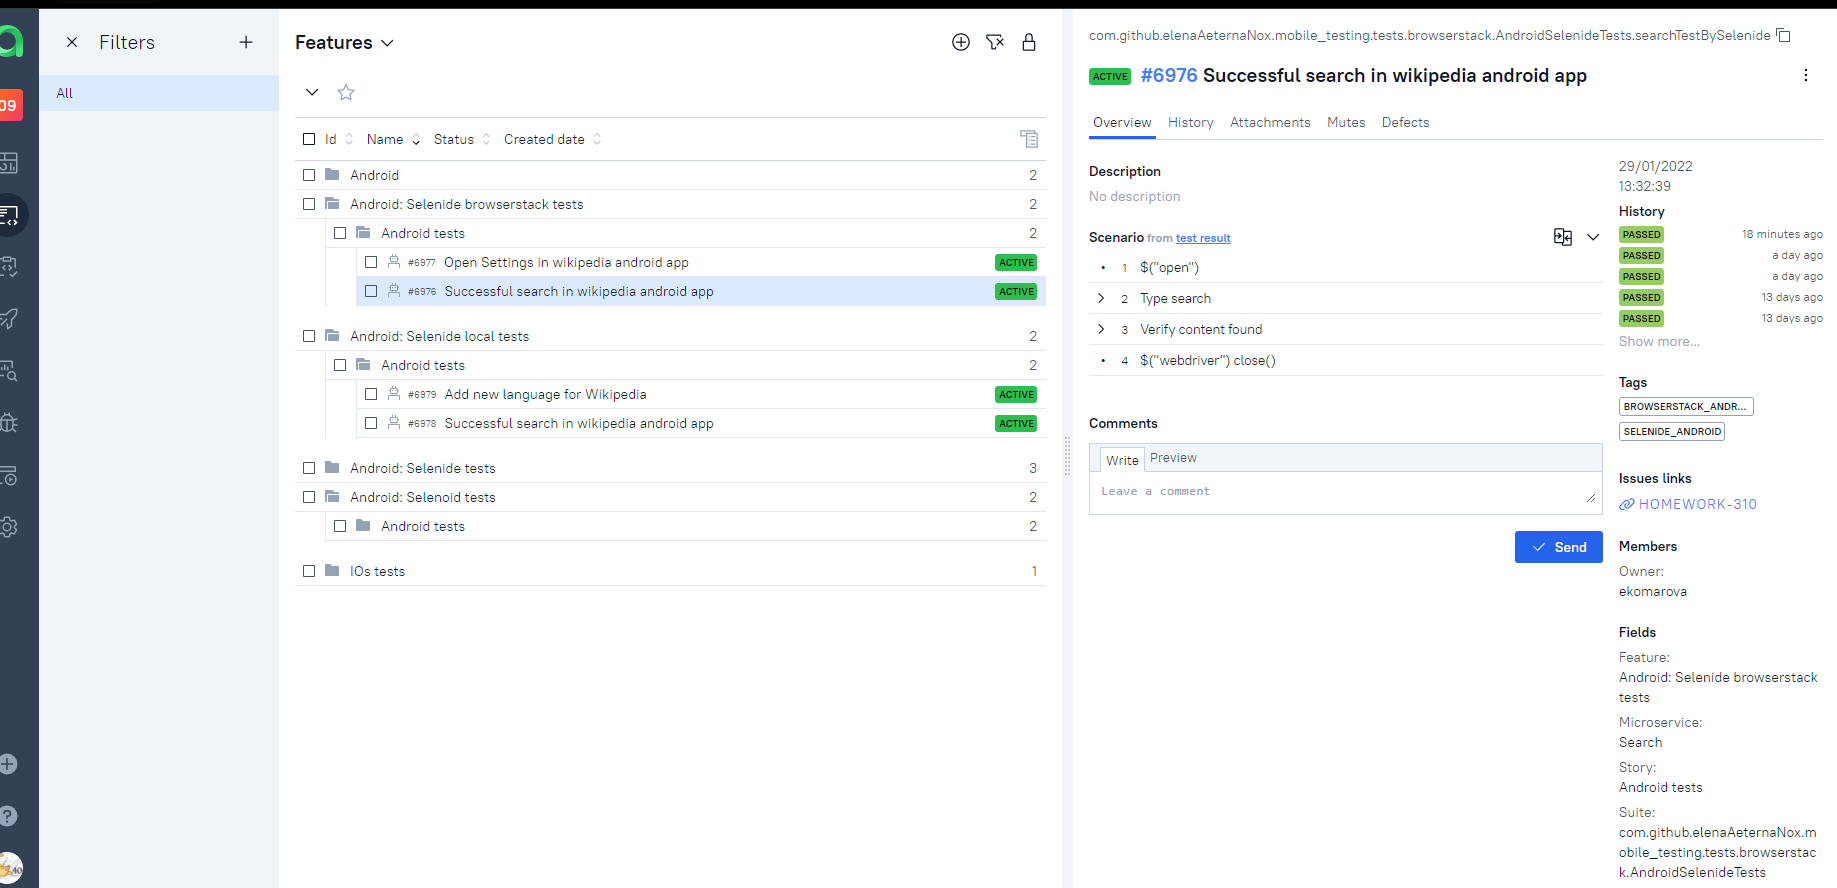 09
Filters
All
Features
Id
Name
Status
Created date
Android
2
Android: Selenide browserstack tests
2
Android tests
2
#6977 Open Settings in wikipedia android app
ACTIVE
#6976 Successful search in wikipedia android app
ACTIVE
Android: Selenide local tests
2
Android tests
2
#6979 Add new language for Wikipedia
ACTIVE
#6978 Successful search in wikipedia android app
ACTIVE
Android: Selenide tests
3
Android: Selenoid tests
2
Android tests
2
IOs tests
1
com.github.elenaAeternaNox.mobile_testing.tests.browserstack.AndroidSelenideTests.searchTestBySelenide
ACTIVE #6976 Successful search in wikipedia android app
Overview
History
Attachments
Mutes
Defects
Description
No description
Scenario from test result
1 $("open")
2 Type search
3 Verify content found
4 $("webdriver") close()
Comments
Write
Preview
Leave a comment
Send
29/01/2022
13:32:39
History
PASSED 18 minutes ago
PASSED a day ago
PASSED a day ago
PASSED 13 days ago
PASSED 13 days ago
Show more...
Tags
BROWSERSTACK_ANDR...
SELENIDE_ANDROID
Issues links
HOMEWORK-310
Members
Owner:
ekomarova
Fields
Feature:
Android: Selenide browserstack
tests
Microservice:
Search
Story:
Android tests
Suite:
com.github.elenaAeternaNox.m
obile_testing.tests.browserstac
k.AndroidSelenideTests